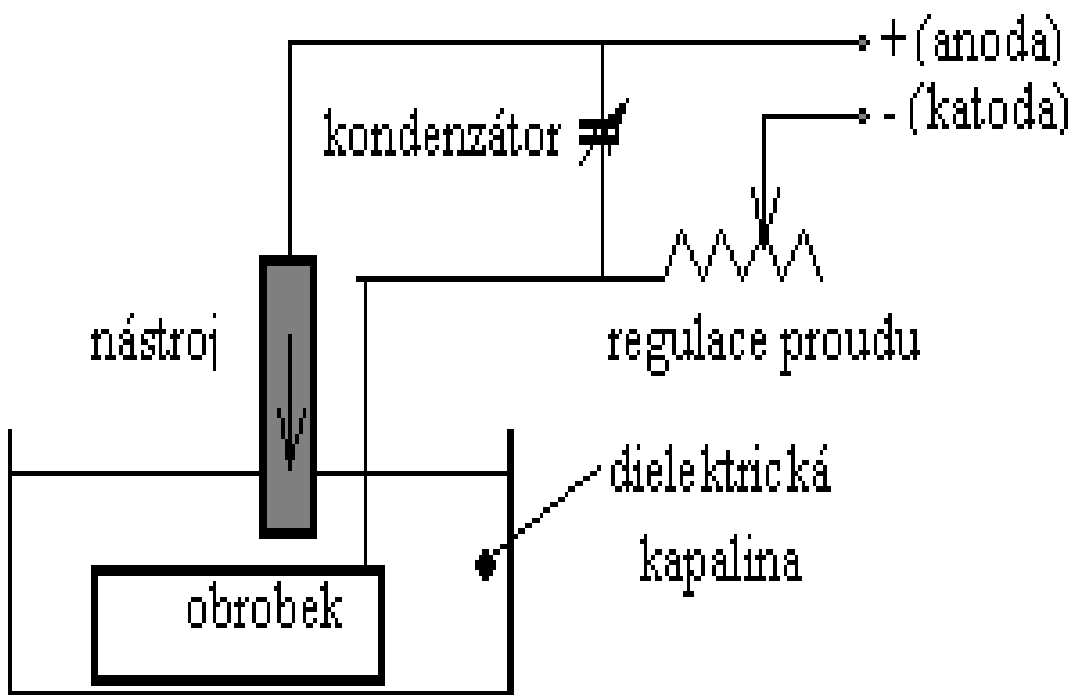 + (anoda)
- (katoda)
kondenzátor
nástroj
regulace proudu
dielektrická
kapalina
obrobek